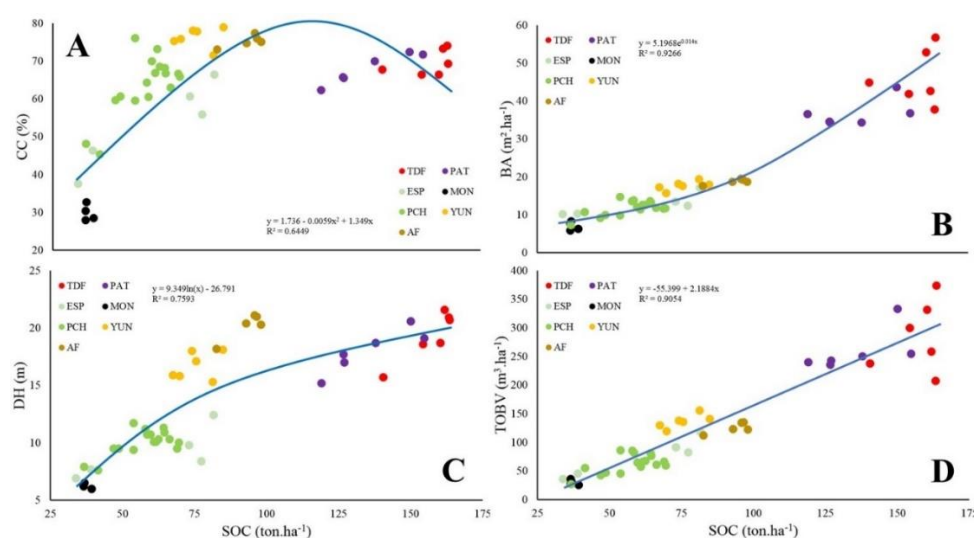 A
CC (%)
80
70
60
50
40
30
20
TDF PAT
ESP MON
PCH YUN
AF
y = 1.736 - 0.0059x² + 1.349x
R² = 0.6449
B
BA (m².ha⁻¹)
60
50
40
30
20
10
0
TDF PAT
ESP MON
PCH YUN
AF
y = 5.1968e^0.014x
R² = 0.9266
C
DH (m)
25
20
15
10
5
25 50 75 100 125 150 175
SOC (ton.ha⁻¹)
TDF PAT
ESP MON
PCH YUN
AF
y = 9.349ln(x) - 26.791
R² = 0.7593
D
TOBV (m³.ha⁻¹)
400
350
300
250
200
150
100
50
0
25 50 75 100 125 150 175
SOC (ton.ha⁻¹)
TDF PAT
ESP MON
PCH YUN
AF
y = -55.399 + 2.1884x
R² = 0.9054